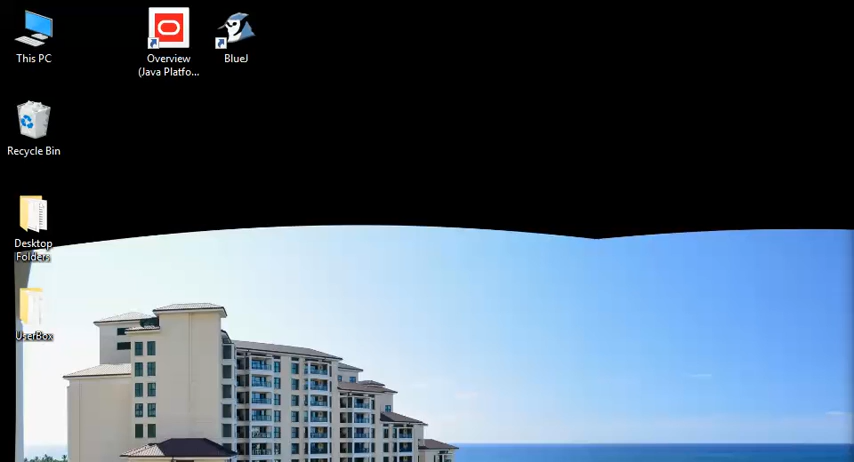 This PC
Overview
(Java Platfo...
BlueJ
Recycle Bin
Desktop
Folders
UserBox